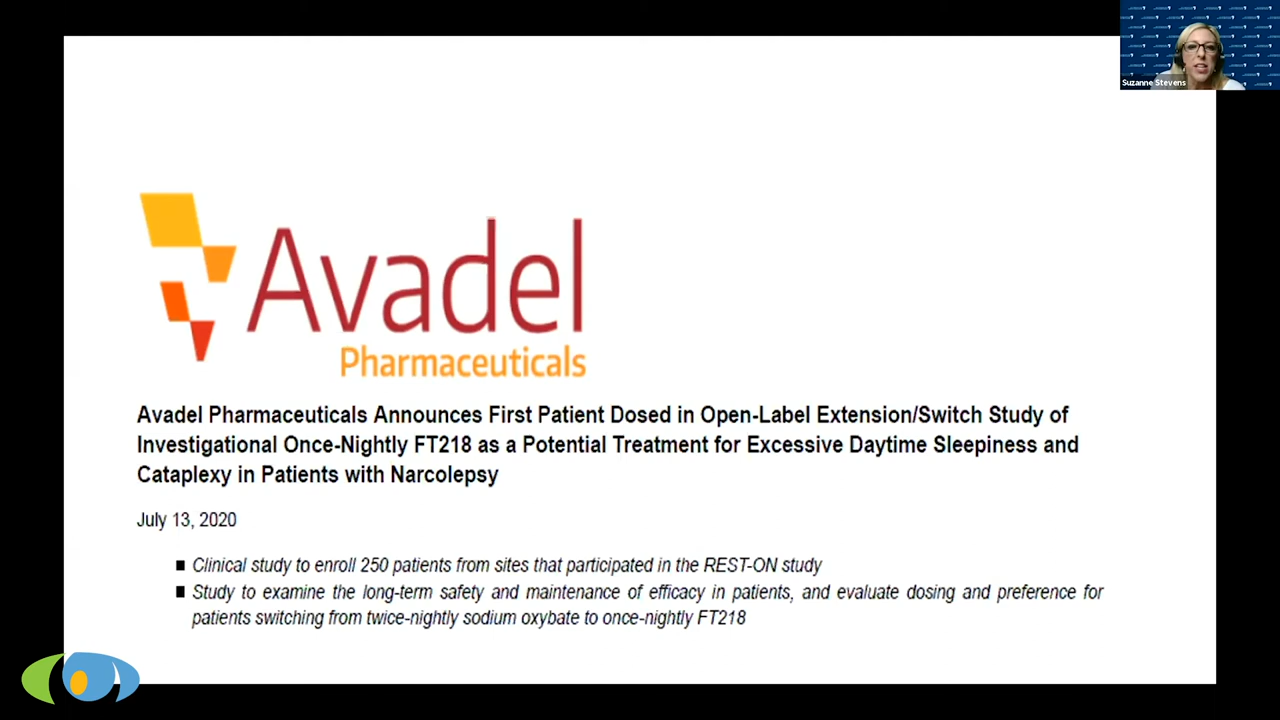 Suzanne Stevens
Avadel
Pharmaceuticals
Avadel Pharmaceuticals Announces First Patient Dosed in Open-Label Extension/Switch Study of
Investigational Once-Nightly FT218 as a Potential Treatment for Excessive Daytime Sleepiness and
Cataplexy in Patients with Narcolepsy
July 13, 2020
■ Clinical study to enroll 250 patients from sites that participated in the REST-ON study
■ Study to examine the long-term safety and maintenance of efficacy in patients, and evaluate dosing and preference for
patients switching from twice-nightly sodium oxybate to once-nightly FT218